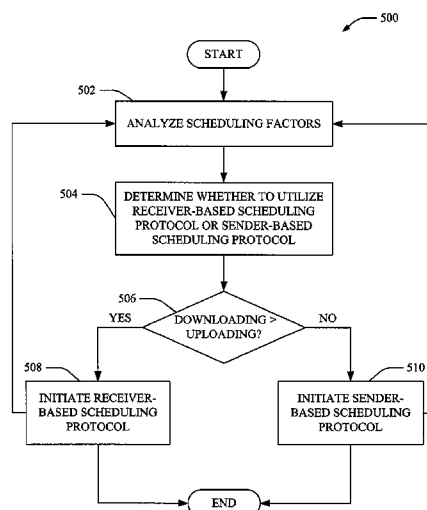 500
START
502
ANALYZE SCHEDULING FACTORS
504
DETERMINE WHETHER TO UTILIZE
RECEIVER-BASED SCHEDULING
PROTOCOL OR SENDER-BASED
SCHEDULING PROTOCOL
506
DOWNLOADING >
UPLOADING?
YES
NO
508
INITIATE RECEIVER-
BASED SCHEDULING
PROTOCOL
510
INITIATE SENDER-
BASED SCHEDULING
PROTOCOL
END